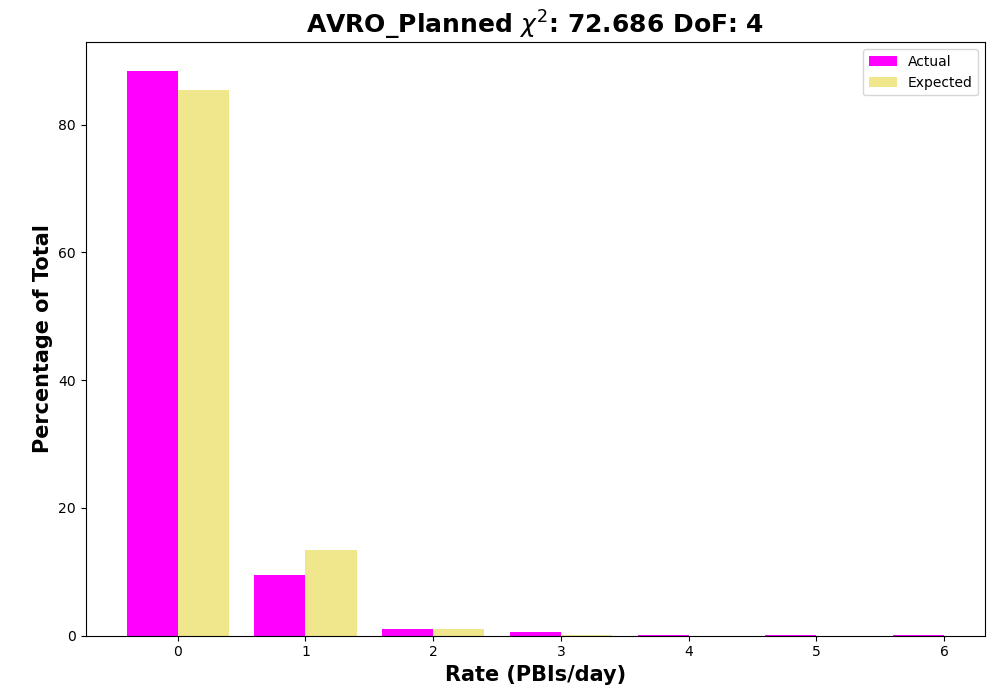 AVRO_Planned χ²: 72.686 DoF: 4
Actual
Expected
Percentage of Total
80
60
40
20
0
0 1 2 3 4 5 6
Rate (PBIs/day)